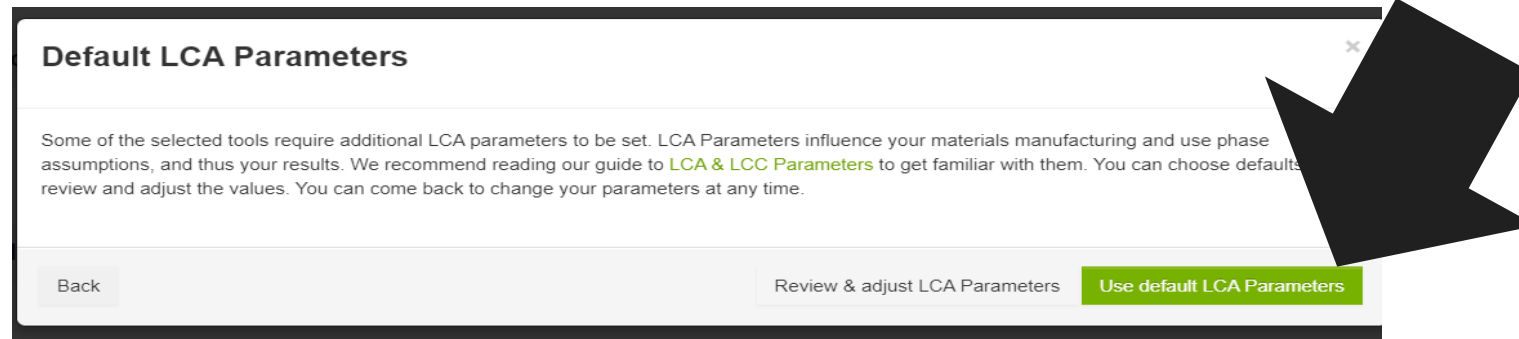 Default LCA Parameters
×
Some of the selected tools require additional LCA parameters to be set. LCA Parameters influence your materials manufacturing and use phase
assumptions, and thus your results. We recommend reading our guide to LCA & LCC Parameters to get familiar with them. You can choose defaults
review and adjust the values. You can come back to change your parameters at any time.
Back
Review & adjust LCA Parameters
Use default LCA Parameters